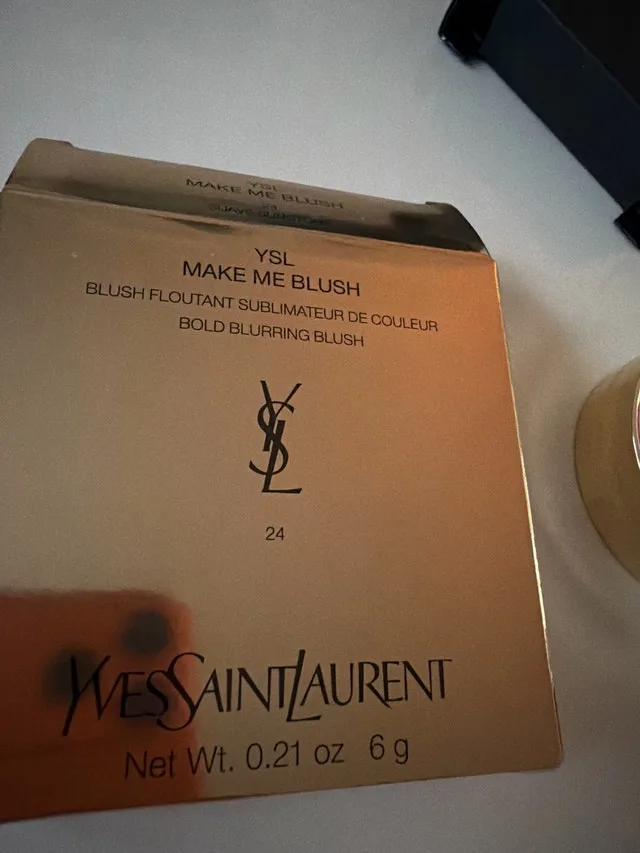 YSL
MAKE ME BLUSH
24
YSL
MAKE ME BLUSH
BLUSH FLOUTANT SUBLIMATEUR DE COULEUR
BOLD BLURRING BLUSH
YSL
24
YVESSAINTLAURENT
Net Wt. 0.21 oz 6 g